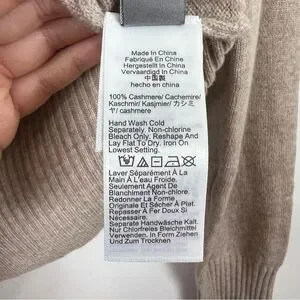 Made In China
Fabriqué En Chine
Hergestellt In China
Vervaardigd In China
中国製
hecho en china
100% Cashmere/ Cachemire/
Kaschmir/ Kasjmier/ カシミ
ヤ/ cashmere
Hand Wash Cold
Separately. Non-chlorine
Bleach Only. Reshape And
Lay Flat To Dry. Iron On
Lowest Setting.
Laver Séparément À La
Main À L'eau Froide.
Seulement Agent De
Blanchiment Non-chlore.
Redonner La Forme
Originale Et Sécher À Plat.
Repasser À Fer Doux Si
Nécessaire.
Separate Handwäsche Kalt.
Nur Chlorfreies Bleichmittel
Verwenden. In Form Ziehen
Und Zum Trocknen